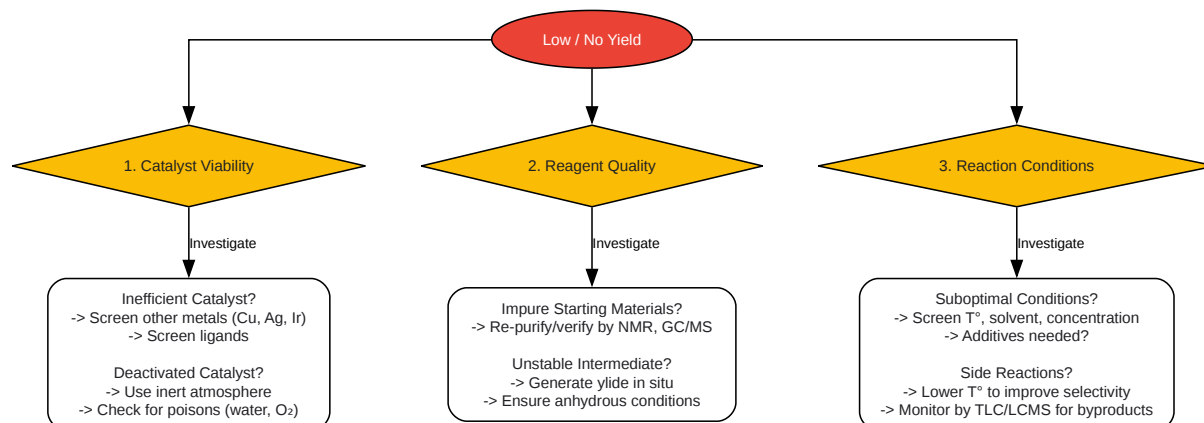 Low / No Yield
1. Catalyst Viability
2. Reagent Quality
3. Reaction Conditions
Investigate
Investigate
Investigate
Inefficient Catalyst?
-> Screen other metals (Cu, Ag, Ir)
-> Screen ligands
Deactivated Catalyst?
-> Use inert atmosphere
-> Check for poisons (water, O₂)
Impure Starting Materials?
-> Re-purify/verify by NMR, GC/MS
Unstable Intermediate?
-> Generate ylide in situ
-> Ensure anhydrous conditions
Suboptimal Conditions?
-> Screen T°, solvent, concentration
-> Additives needed?
Side Reactions?
-> Lower T° to improve selectivity
-> Monitor by TLC/LCMS for byproducts